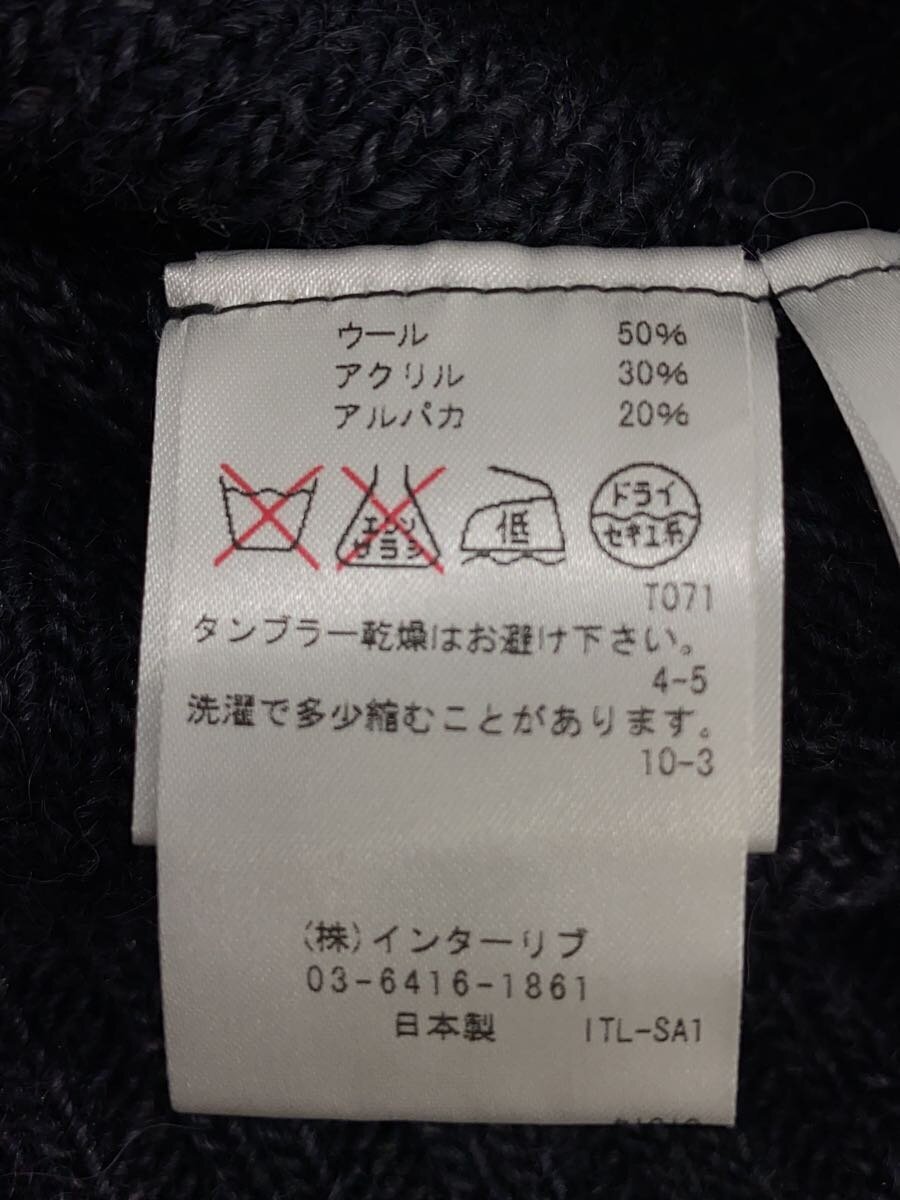 ウール 50%
アクリル 30%
アルパカ 20%
エンソ
サラシ
低
ドライ
セキユ系
T071
タンブラー乾燥はお避け下さい。
4-5
洗濯で多少縮むことがあります。
10-3
(株)インターリブ
03-6416-1861
日本製 ITL-SA1